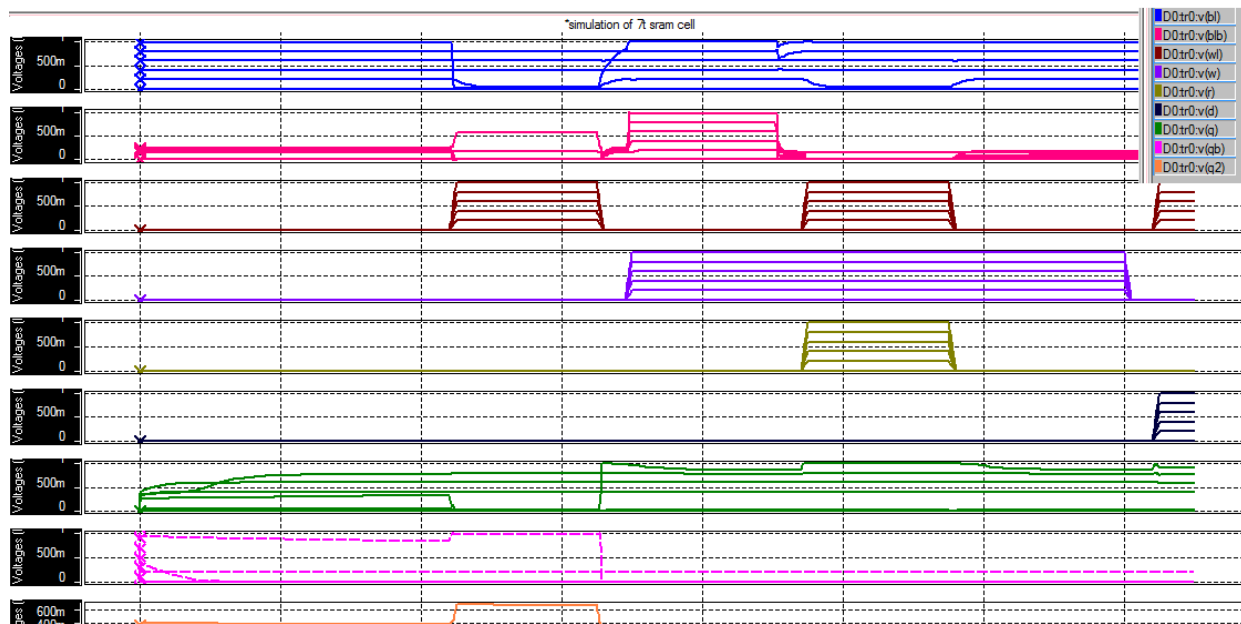 *simulation of 7t sram cell
D0:tr0:v(bl)
D0:tr0:v(blb)
D0:tr0:v(wl)
D0:tr0:v(w)
D0:tr0:v(r)
D0:tr0:v(d)
D0:tr0:v(q)
D0:tr0:v(qb)
D0:tr0:v(q2)
Voltages (
500m
0
Voltages (
500m
0
Voltages (
500m
0
Voltages (
500m
0
Voltages (
500m
0
Voltages (
500m
0
Voltages (
500m
0
Voltages (
500m
0
600m
400m